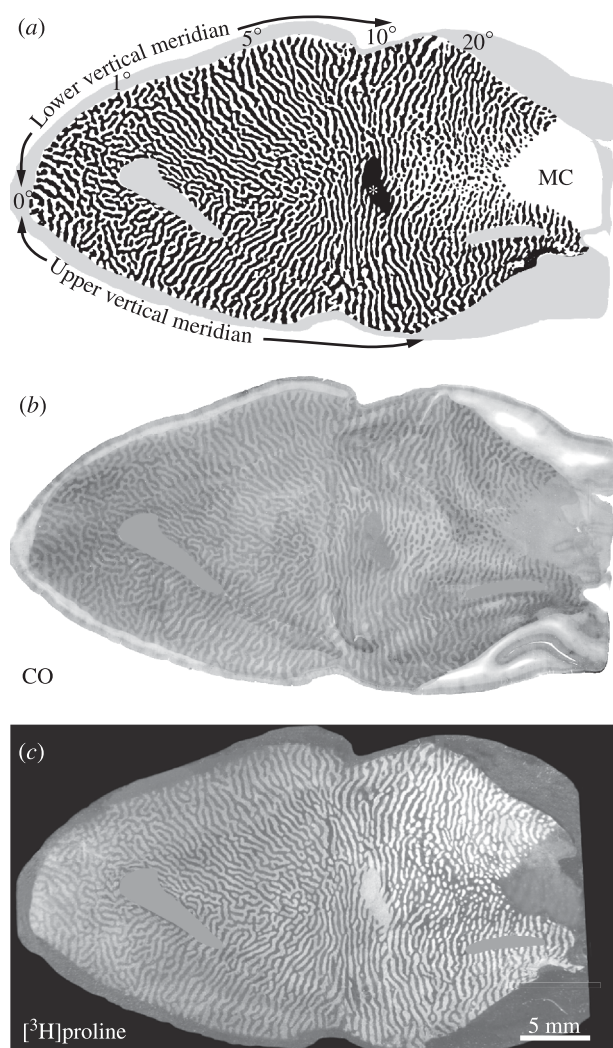 (a)
Lower vertical meridian
0°
1°
5°
10°
20°
*
MC
Upper vertical meridian
(b)
CO
(c)
[³H]proline
5 mm